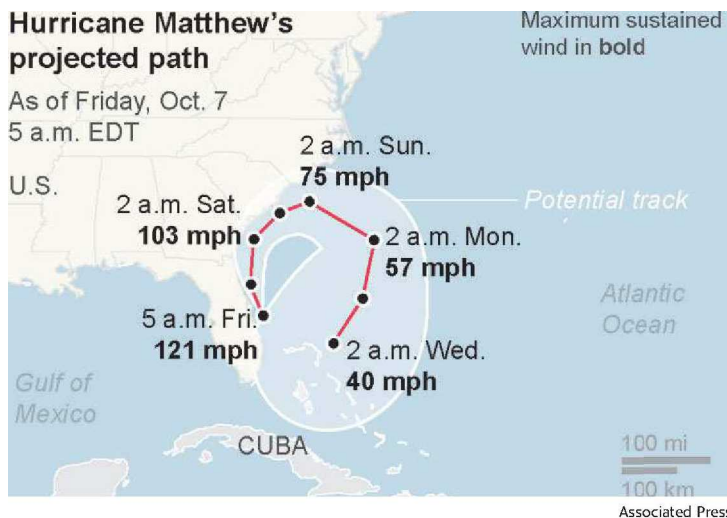 Hurricane Matthew's
projected path
As of Friday, Oct. 7
5 a.m. EDT
Maximum sustained
wind in bold
U.S.
2 a.m. Sun.
75 mph
2 a.m. Sat.
103 mph
Potential track
2 a.m. Mon.
57 mph
5 a.m. Fri.
121 mph
2 a.m. Wed.
40 mph
Atlantic
Ocean
Gulf of
Mexico
CUBA
100 mi
100 km
Associated Press